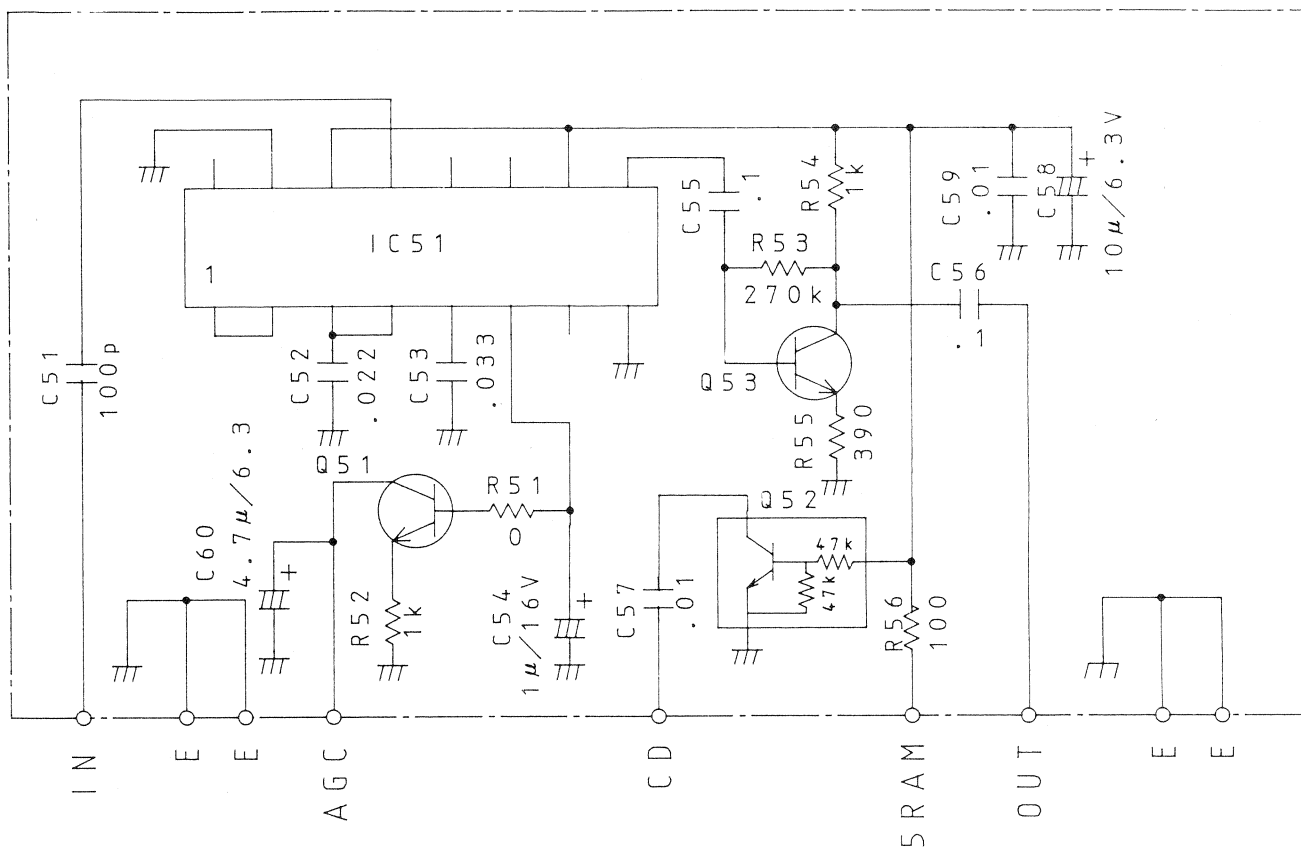 IC51
1
C51
100p
C52
.022
C53
.033
C55
.1
R54
1k
R53
270k
C59
.01
C58
10μ/6.3V
C56
.1
Q53
R55
390
Q51
R51
0
C60
4.7μ/6.3
R52
1k
C54
1μ/16V
C57
.01
Q52
47k
47k
R56
100
IN
E
E
AGC
CD
5RAM
OUT
E
E